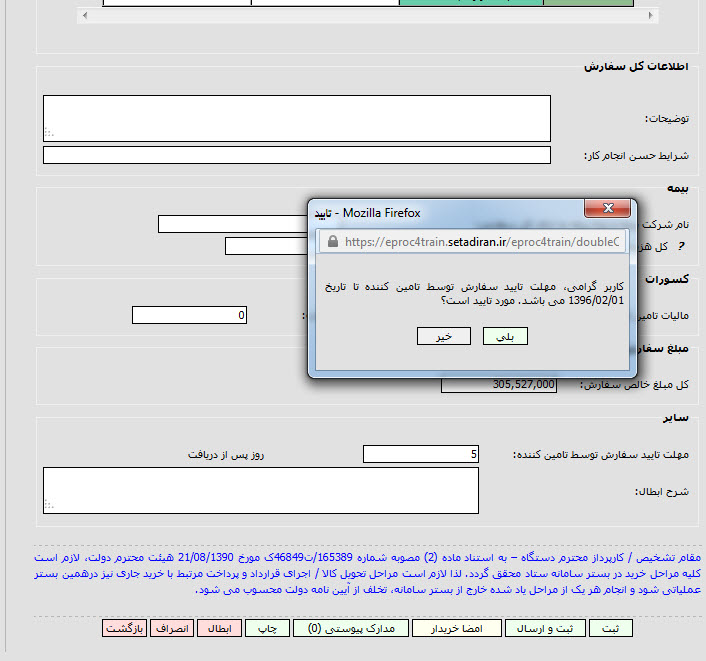 اطلاعات کل سفارش
توضیحات:
شرایط حسن انجام کار:
بیمه
نام شرکت
? کل هز
کسورات
مالیات تامین
0
:
مبلغ سفار
کل مبلغ خالص سفارش:
305,527,000
تایید - Mozilla Firefox
https://eproc4train.setadiran.ir/eproc4train/doubleC
کاربر گرامی، مهلت تایید سفارش توسط تامین کننده تا تاریخ
1396/02/01 می باشد. مورد تایید است؟
بلی
خیر
سایر
مهلت تایید سفارش توسط تامین کننده:
5
روز پس از دریافت
شرح ابطال:
مقام تشخیص / کارپرداز محترم دستگاه – به استناد ماده (2) مصوبه شماره 165389/ت46849ک مورخ 21/08/1390 هیئت محترم دولت، لازم است
کلیه مراحل خرید در بستر سامانه ستاد محقق گردد. لذا لازم است مراحل تحویل کالا / اجرای قرارداد و پرداخت مرتبط با خرید جاری نیز درهمین بستر
عملیاتی شود و انجام هر یک از مراحل یاد شده خارج از بستر سامانه، تخلف از آیین نامه دولت محسوب می شود.
ثبت
ثبت و ارسال
امضا خریدار
مدارک پیوستی (0)
چاپ
ابطال
انصراف
بازگشت